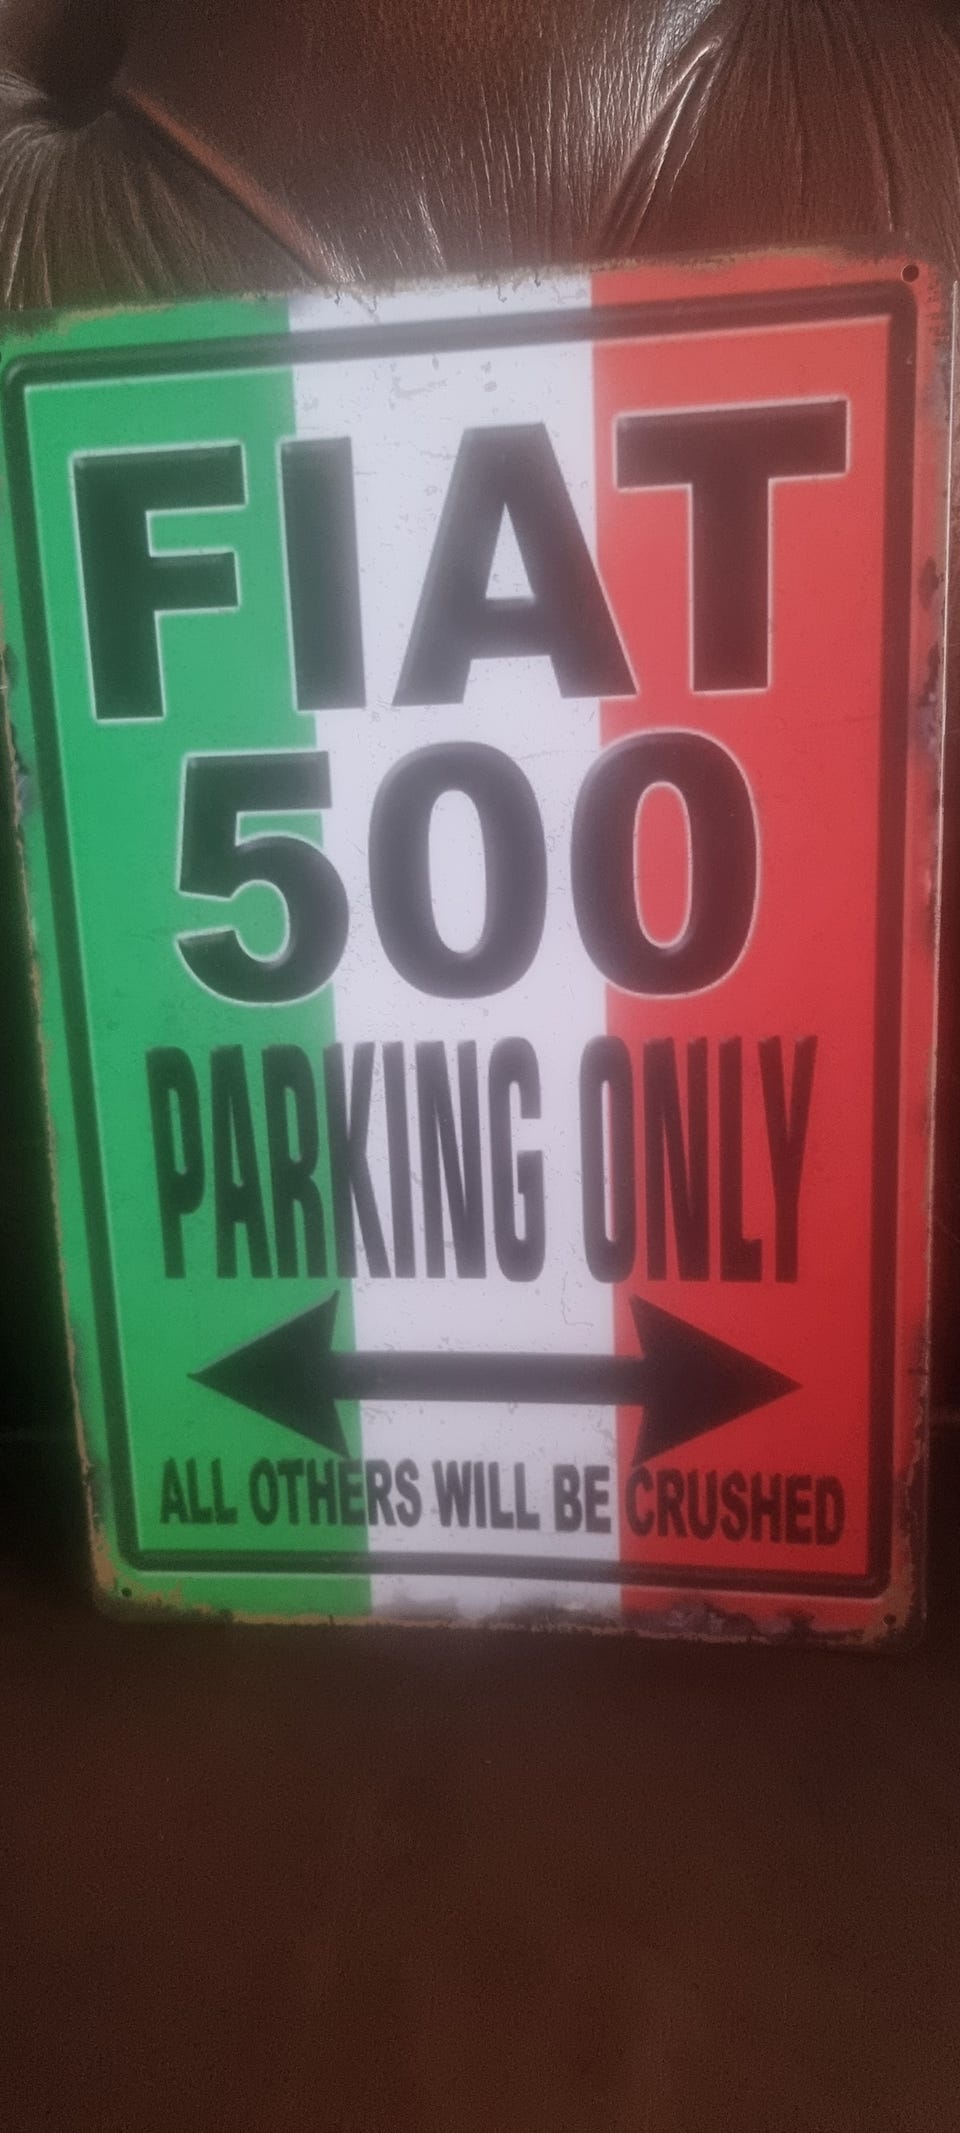 FIAT
500
PARKING ONLY
ALL OTHERS WILL BE CRUSHED